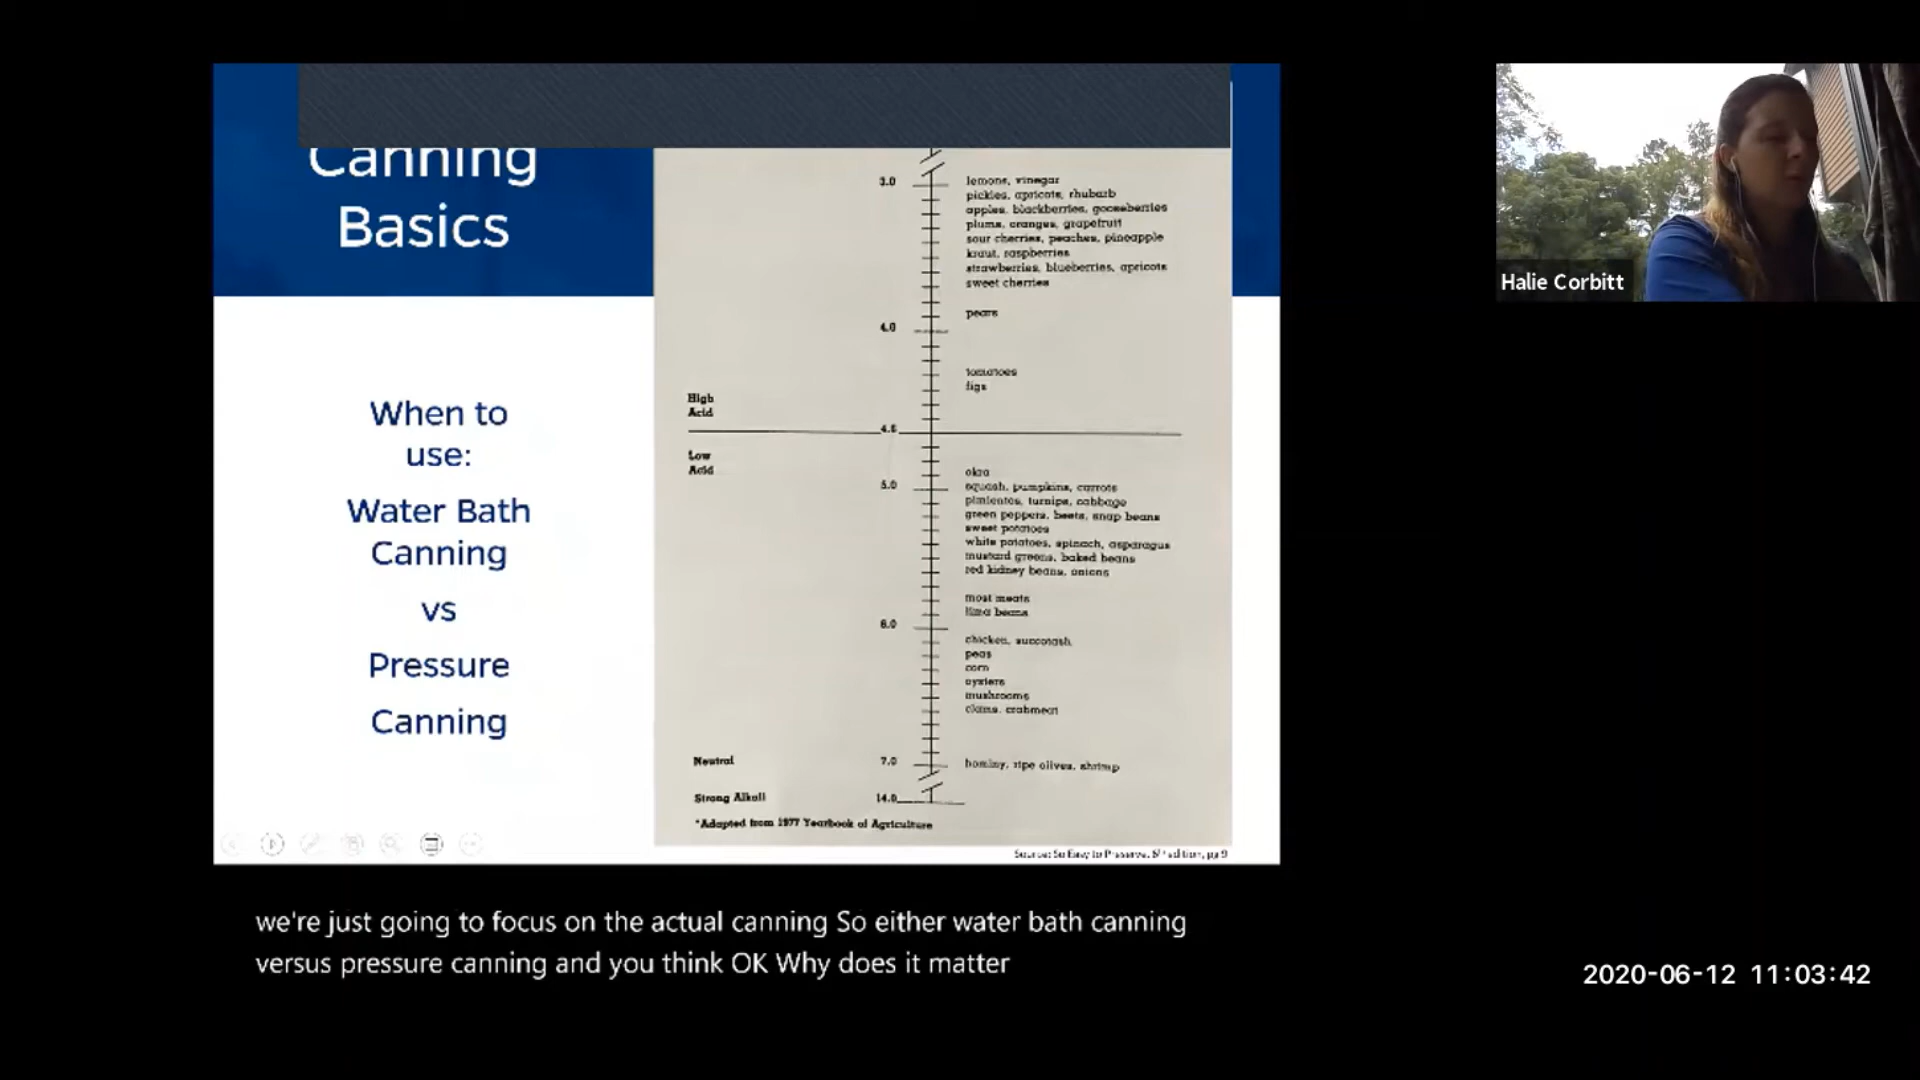 Canning
Basics
When to
use:
Water Bath
Canning
vs
Pressure
Canning
3.0
lemons, vinegar
pickles, apricots, rhubarb
apples, blackberries, gooseberries
plums, oranges, grapefruit
sour cherries, peaches, pineapple
kraut, raspberries
strawberries, blueberries, apricots
sweet cherries
pears
4.0
tomatoes
figs
High
Acid
4.6
Low
Acid
okra
5.0
squash, pumpkins, carrots
pimientos, turnips, cabbage
green peppers, beets, snap beans
sweet potatoes
white potatoes, spinach, asparagus
mustard greens, baked beans
red kidney beans, onions
most meats
lima beans
6.0
chicken, succotash,
peas
corn
oysters
mushrooms
clams, crabmeat
Neutral
7.0
hominy, ripe olives, shrimp
Strong Alkali
14.0
*Adapted from 1977 Yearbook of Agriculture
Source: So Easy to Preserve, 6th edition, pg 9
Halie Corbitt
we're just going to focus on the actual canning So either water bath canning
versus pressure canning and you think OK Why does it matter
2020-06-12 11:03:42